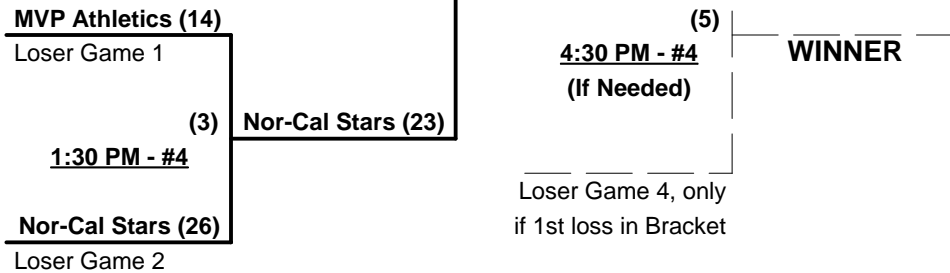 MVP Athletics (14)
Loser Game 1
(3)
1:30 PM - #4
Nor-Cal Stars (23)
Nor-Cal Stars (26)
Loser Game 2
(5)
4:30 PM - #4
(If Needed)
WINNER
Loser Game 4, only
if 1st loss in Bracket